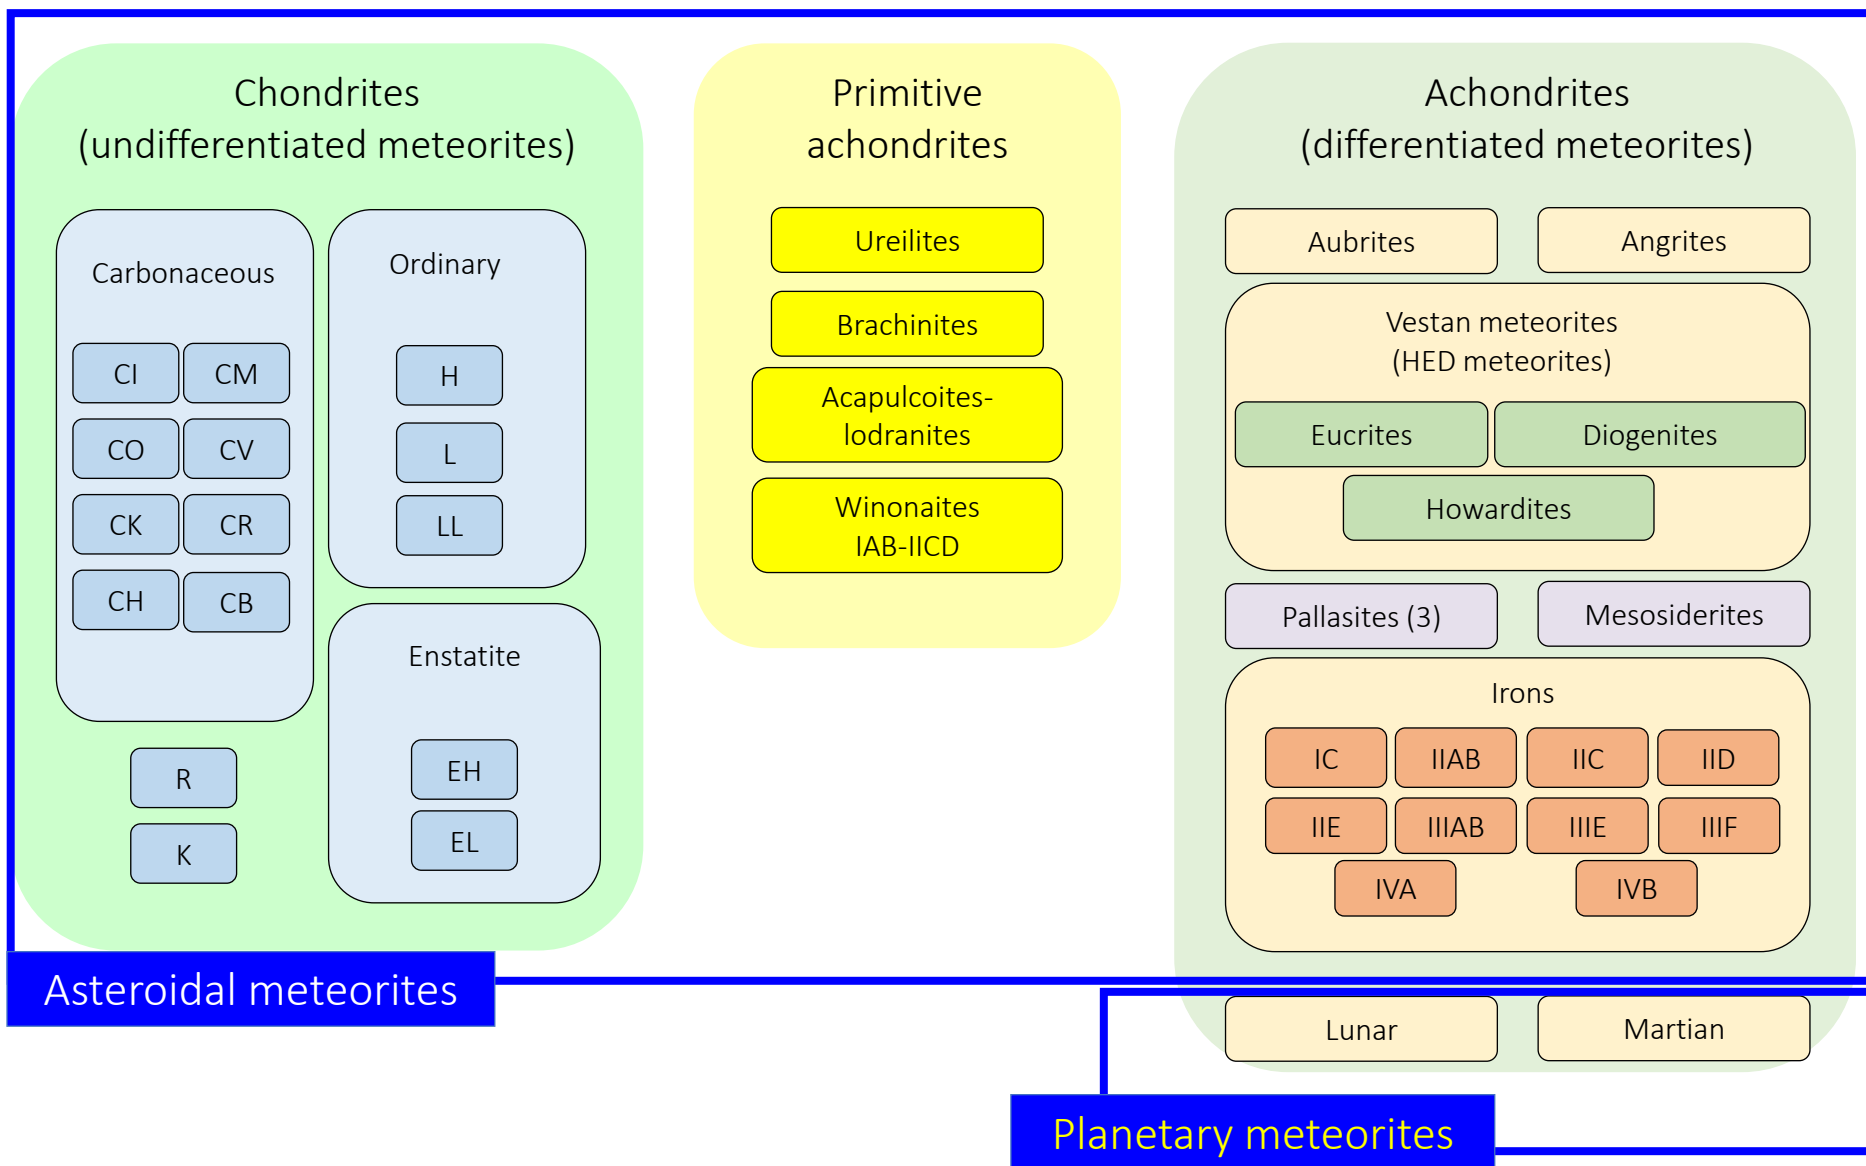 Chondrites
(undifferentiated meteorites)
Carbonaceous
CI CM
CO CV
CK CR
CH CB
Ordinary
H
L
LL
Enstatite
EH
EL
R
K
Primitive
achondrites
Ureilites
Brachinites
Acapulcoites-
lodranites
Winonaites
IAB-IICD
Achondrites
(differentiated meteorites)
Aubrites Angrites
Vestan meteorites
(HED meteorites)
Eucrites Diogenites
Howardites
Pallasites (3) Mesosiderites
Irons
IC IIAB IIC IID
IIE IIIAB IIIE IIIF
IVA IVB
Asteroidal meteorites
Lunar Martian
Planetary meteorites